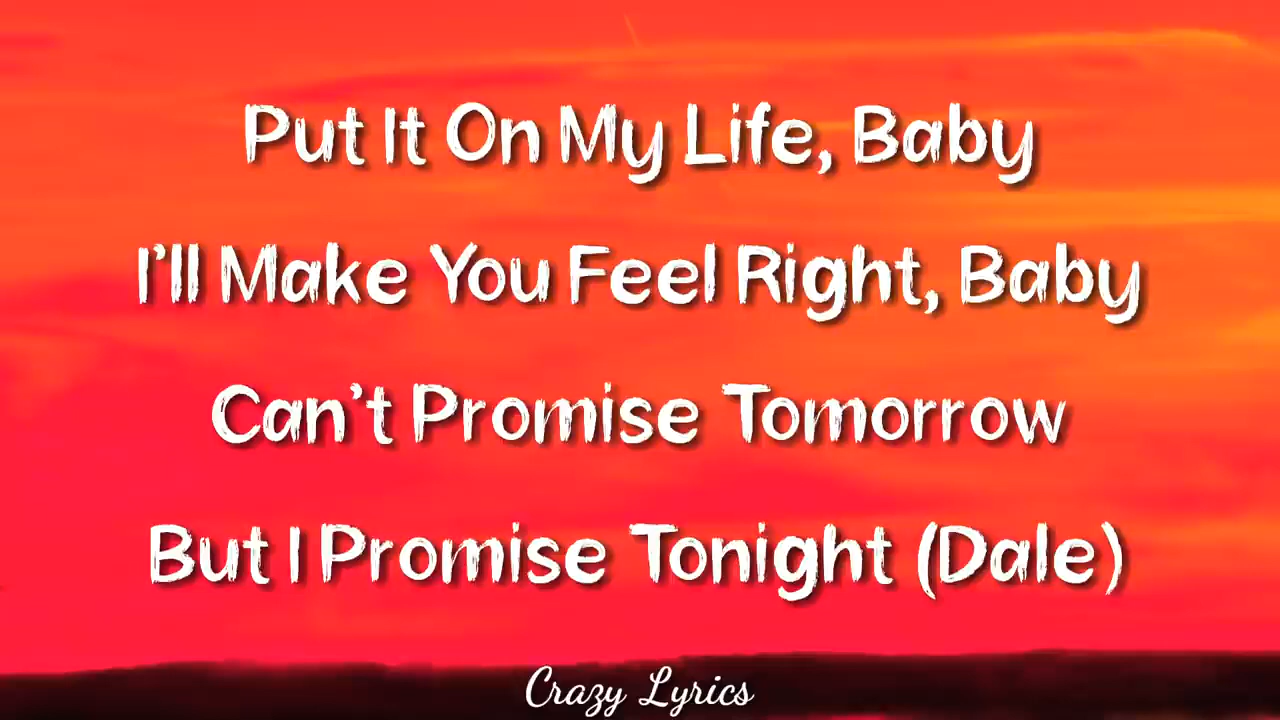 Put It On My Life, Baby
I'll Make You Feel Right, Baby
Can't Promise Tomorrow
But I Promise Tonight (Dale)
Crazy Lyrics